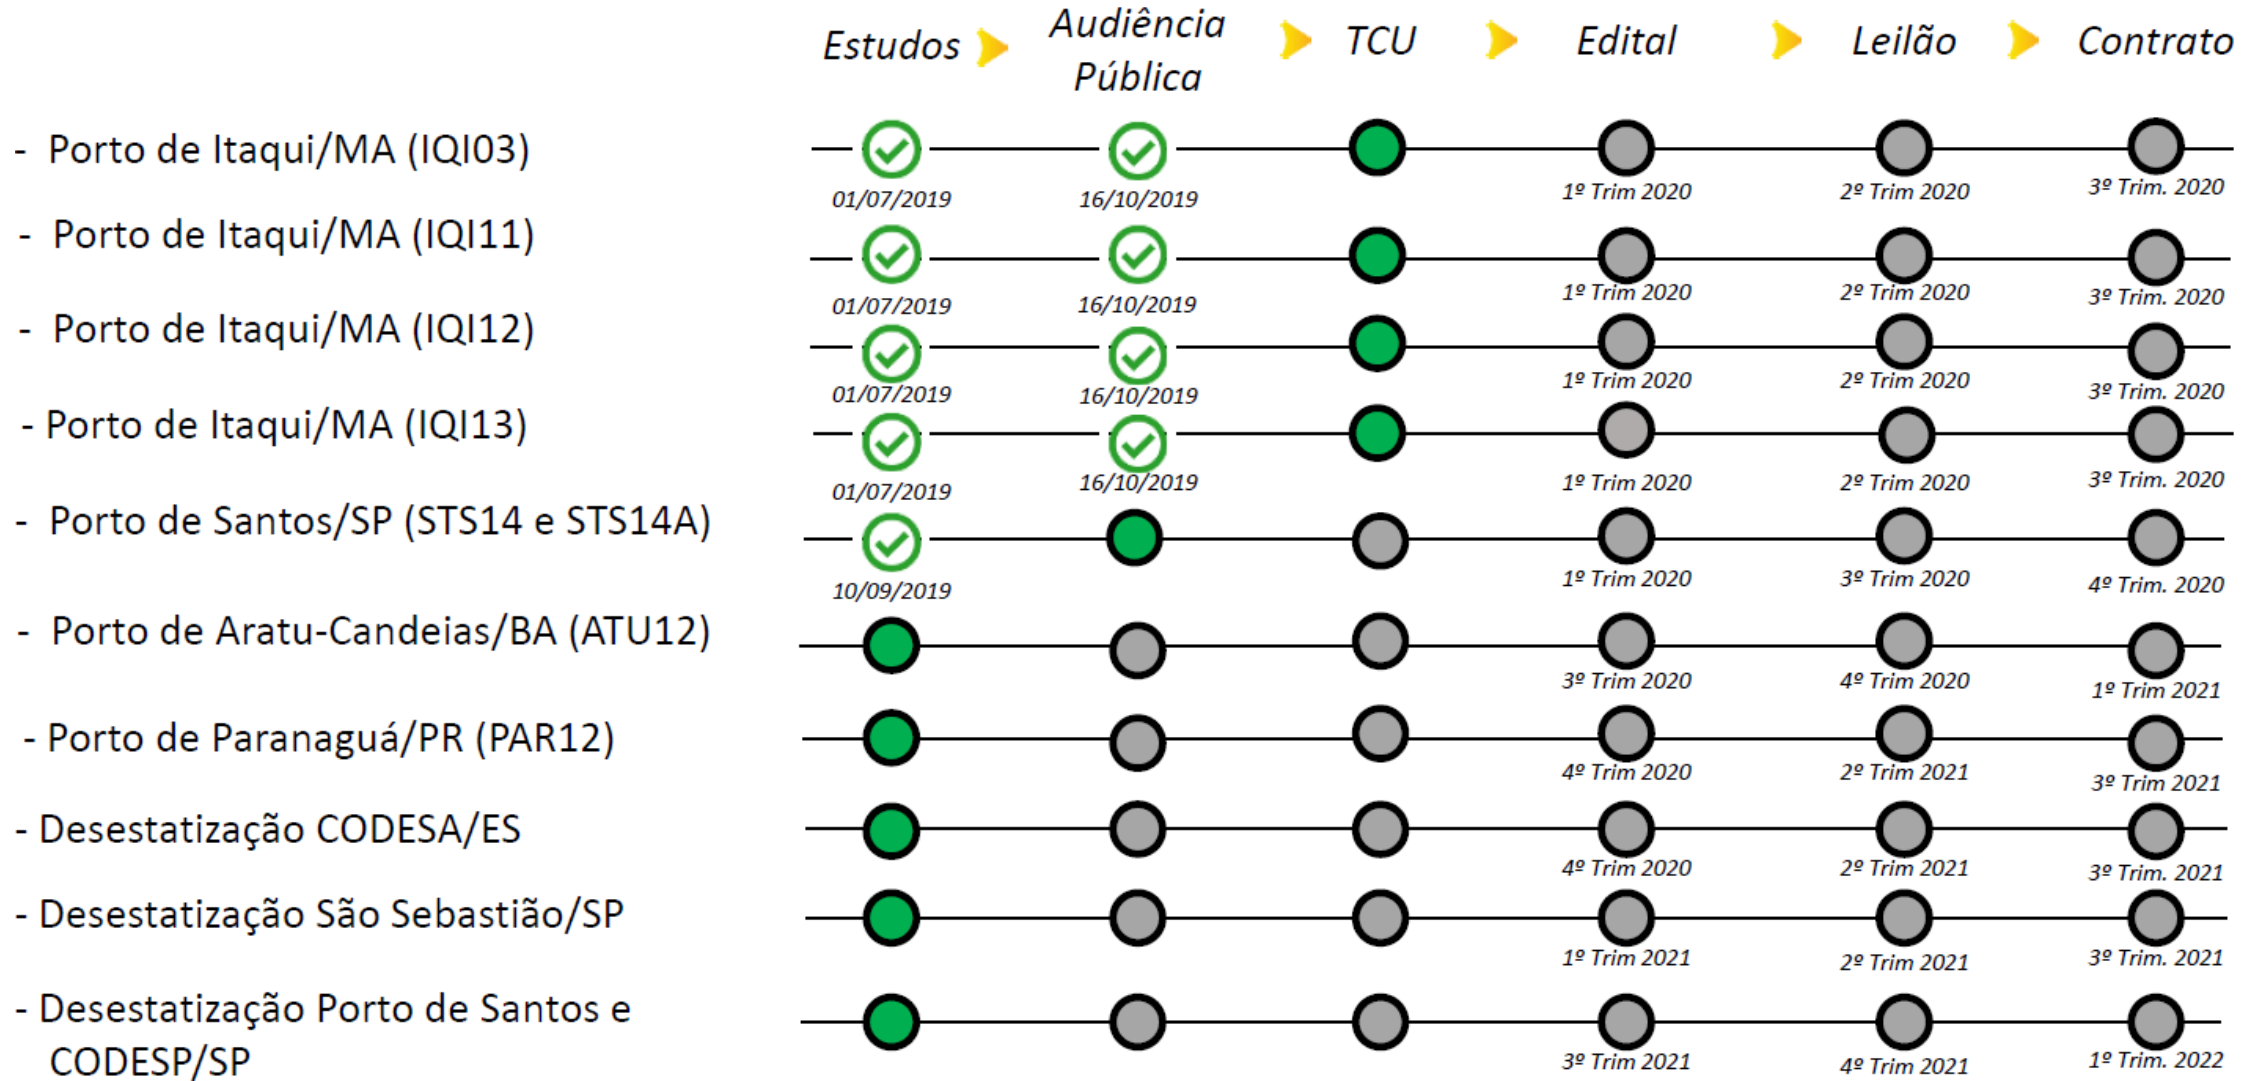 Estudos Audiência Pública TCU Edital Leilão Contrato
- Porto de Itaqui/MA (IQI03)
01/07/2019 16/10/2019 1º Trim 2020 2º Trim 2020 3º Trim. 2020
- Porto de Itaqui/MA (IQI11)
01/07/2019 16/10/2019 1º Trim 2020 2º Trim 2020 3º Trim. 2020
- Porto de Itaqui/MA (IQI12)
01/07/2019 16/10/2019 1º Trim 2020 2º Trim 2020 3º Trim. 2020
- Porto de Itaqui/MA (IQI13)
01/07/2019 16/10/2019 1º Trim 2020 2º Trim 2020 3º Trim. 2020
- Porto de Santos/SP (STS14 e STS14A)
10/09/2019 1º Trim 2020 3º Trim 2020 4º Trim. 2020
- Porto de Aratu-Candeias/BA (ATU12)
3º Trim 2020 4º Trim 2020 1º Trim 2021
- Porto de Paranaguá/PR (PAR12)
4º Trim 2020 2º Trim 2021 3º Trim 2021
- Desestatização CODESA/ES
4º Trim 2020 2º Trim 2021 3º Trim. 2021
- Desestatização São Sebastião/SP
1º Trim 2021 2º Trim 2021 3º Trim. 2021
- Desestatização Porto de Santos e
CODESP/SP
3º Trim 2021 4º Trim 2021 1º Trim. 2022